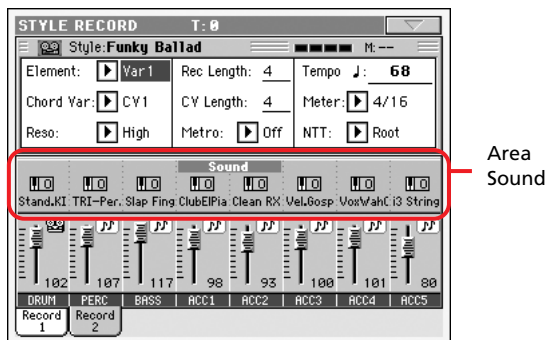 STYLE RECORD T:0
Style:Funky Ballad M:--
Element: Var1 Rec Length: 4 Tempo ♩: 68
Chord Var: CV1 CV Length: 4 Meter: 4/16
Reso: High Metro: Off NTT: Root
Sound
Stand.KI TRI-Per. Slap Fing ClubElPia Clean RX Vel.Gosp VoxWahC i3 String
102 107 117 98 93 100 101 80
DRUM PERC BASS ACC1 ACC2 ACC3 ACC4 ACC5
Record 1 Record 2
Area
Sound